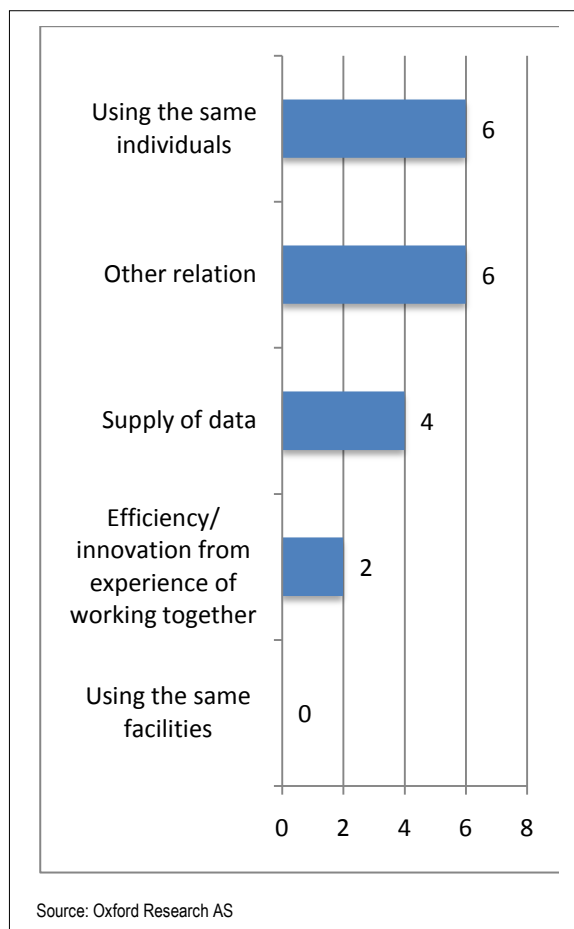 Using the same
individuals
6
Other relation
6
Supply of data
4
Efficiency/
innovation from
experience of
working together
2
Using the same
facilities
0
0 2 4 6 8
Source: Oxford Research AS